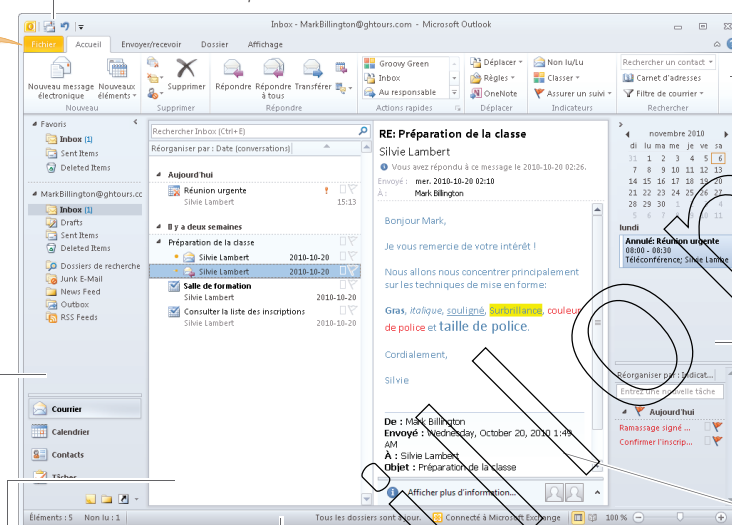 Inbox - MarkBillington@ghtours.com - Microsoft Outlook
Fichier Accueil Envoyer/recevoir Dossier Affichage
Nouveau message électronique
Nouveaux éléments
Nouveau
Supprimer
Supprimer
Répondre
Répondre à tous
Transférer
Répondre
Groovy Green
Inbox
Au responsable
Actions rapides
Déplacer
Règles
OneNote
Déplacer
Non lu/Lu
Classer
Assurer un suivi
Indicateurs
Rechercher un contact
Carnet d'adresses
Filtre de courrier
Rechercher
Favoris
Inbox (1)
Sent Items
Deleted Items
MarkBillington@ghtours.cc
Inbox (1)
Drafts
Sent Items
Deleted Items
Dossiers de recherche
Junk E-Mail
News Feed
Outbox
RSS Feeds
Courrier
Calendrier
Contacts
Tâches
Rechercher Inbox (Ctrl+E)
Réorganiser par : Date (conversations)
Aujourd'hui
Réunion urgente
Silvie Lambert 15:13
Il y a deux semaines
Préparation de la classe
Silvie Lambert 2010-10-20
Silvie Lambert 2010-10-20
Salle de formation
Silvie Lambert 2010-10-20
Consulter la liste des inscriptions
Silvie Lambert 2010-10-20
RE: Préparation de la classe
Silvie Lambert
Vous avez répondu à ce message le 2010-10-20 02:26.
Envoyé : mer. 2010-10-20 02:10
À : Mark Billington
Bonjour Mark,
Je vous remercie de votre intérêt !
Nous allons nous concentrer principalement
sur les techniques de mise en forme:
Gras, italique, souligné, Surbrillance, couleur
de police et taille de police.
Cordialement,
Silvie
De : Mark Billington
Envoyé : Wednesday, October 20, 2010 1:49
AM
À : Silvie Lambert
Objet : Préparation de la classe
Afficher plus d'information...
novembre 2010
di lu ma me je ve sa
31 1 2 3 4 5 6
7 8 9 10 11 12 13
14 15 16 17 18 19 20
21 22 23 24 25 26 27
28 29 30 1 2 3 4
5 6 7 8 9 10 11
lundi
Annulé: Réunion urgente
08:00 - 08:30
Téléconférence; Silvie Lambe
Réorganiser par : Indicat...
Entrez une nouvelle tâche
Aujourd'hui
Ramassage signé ...
Confirmer l'inscrip...
Éléments : 5 Non lu : 1 Tous les dossiers sont à jour. Connecté à Microsoft Exchange 100 %